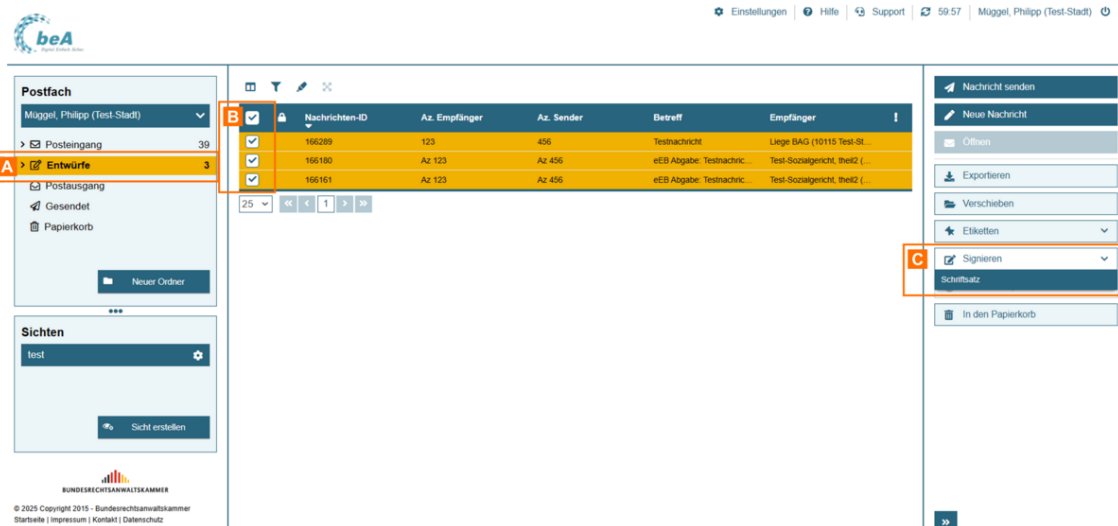 Einstellungen Hilfe Support 59:57 Müggel, Philipp (Test-Stadt)
beA
Postfach
Müggel, Philipp (Test-Stadt)
Posteingang 39
A Entwürfe 3
Postausgang
Gesendet
Papierkorb
Neuer Ordner
Sichten
test
Sicht erstellen
BUNDESRECHTSANWALTSKAMMER
© 2025 Copyright 2015 - Bundesrechtsanwaltskammer
Startseite | Impressum | Kontakt | Datenschutz
B Nachrichten-ID Az. Empfänger Az. Sender Betreff Empfänger !
166289 123 456 Testnachricht Liege BAG (10115 Test-St...
166180 Az 123 Az 456 eEB Abgabe: Testnachric... Test-Sozialgericht, theil2 (...
166161 Az 123 Az 456 eEB Abgabe: Testnachric... Test-Sozialgericht, theil2 (...
25 « ‹ 1 › »
Nachricht senden
Neue Nachricht
Öffnen
Exportieren
Verschieben
Etiketten
C Signieren
Schriftsatz
In den Papierkorb
»